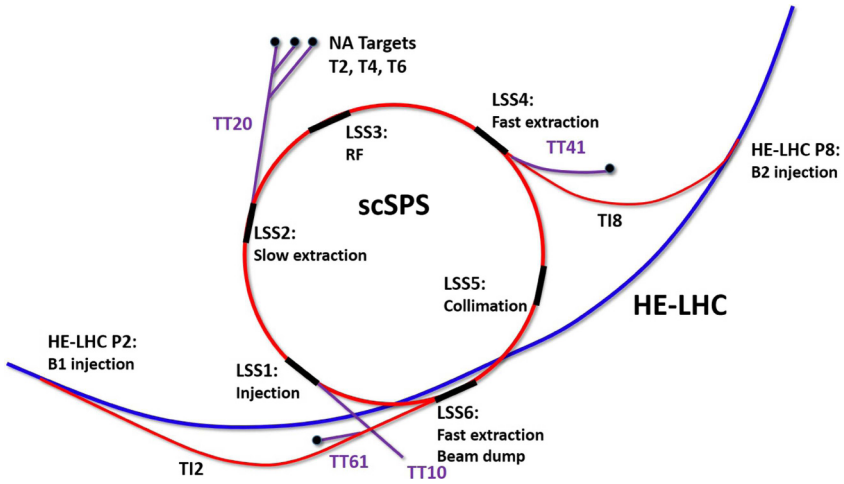 NA Targets
T2, T4, T6
LSS4:
Fast extraction
TT20
LSS3:
RF
TT41
HE-LHC P8:
B2 injection
scSPS
TI8
LSS2:
Slow extraction
LSS5:
Collimation
HE-LHC
HE-LHC P2:
B1 injection
LSS1:
Injection
LSS6:
Fast extraction
Beam dump
TI2
TT61
TT10